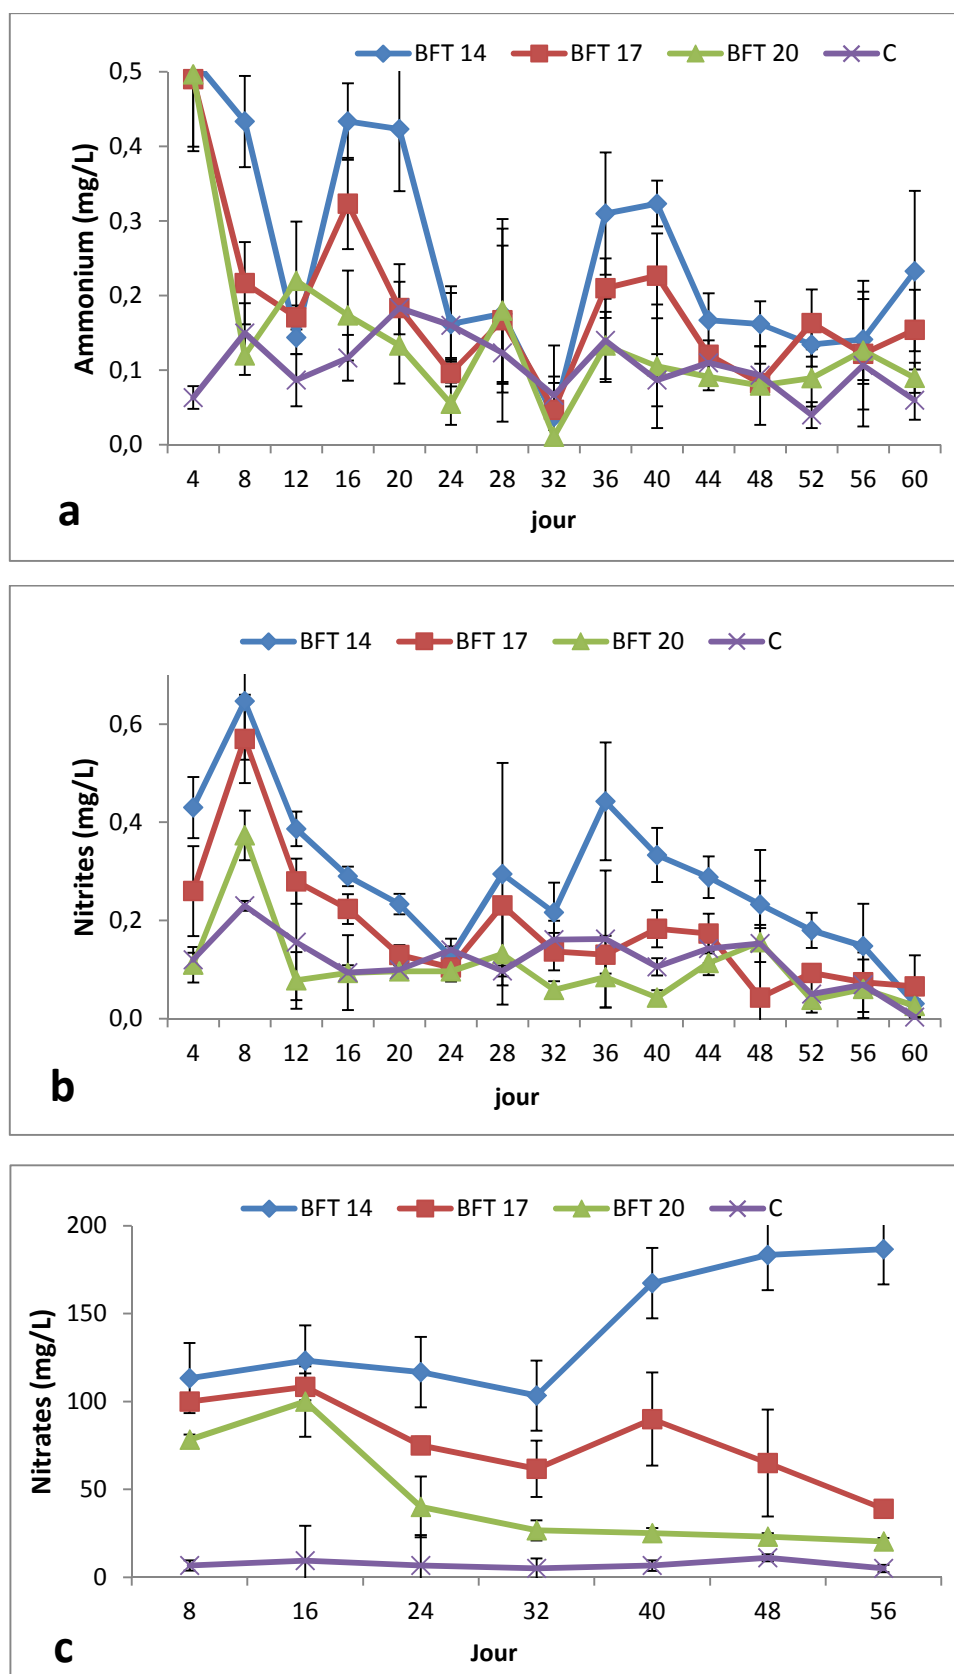 BFT 14 BFT 17 BFT 20 C
0,5
0,4
0,3
0,2
0,1
0,0
Ammonium (mg/L)
4 8 12 16 20 24 28 32 36 40 44 48 52 56 60
jour
a
BFT 14 BFT 17 BFT 20 C
0,6
0,4
0,2
0,0
Nitrites (mg/L)
4 8 12 16 20 24 28 32 36 40 44 48 52 56 60
jour
b
BFT 14 BFT 17 BFT 20 C
200
150
100
50
0
Nitrates (mg/L)
8 16 24 32 40 48 56
Jour
c